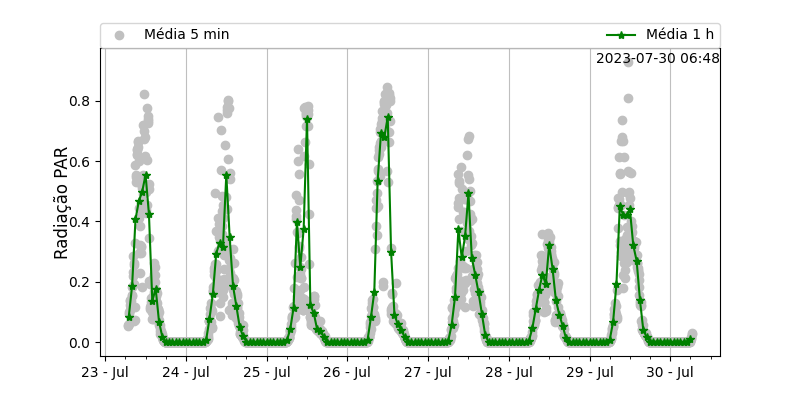 Média 5 min
Média 1 h
2023-07-30 06:48
Radiação PAR
0.8
0.6
0.4
0.2
0.0
23 - Jul
24 - Jul
25 - Jul
26 - Jul
27 - Jul
28 - Jul
29 - Jul
30 - Jul